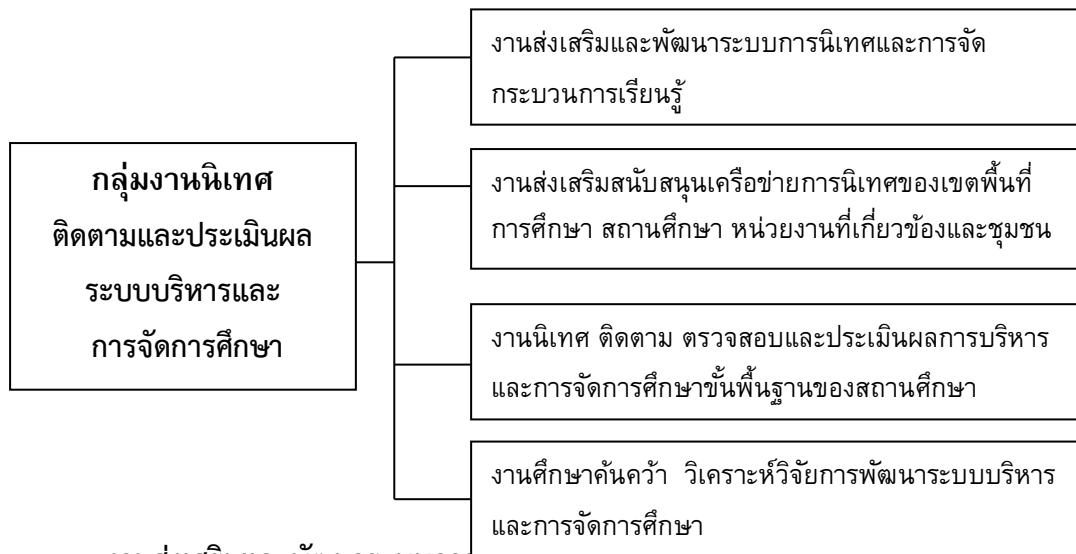 งานส่งเสริมและพัฒนาระบบการนิเทศและการจัด
กระบวนการเรียนรู้
กลุ่มงานนิเทศ
ติดตามและประเมินผล
ระบบบริหารและ
การจัดการศึกษา
งานส่งเสริมสนับสนุนเครือข่ายการนิเทศของเขตพื้นที่
การศึกษา สถานศึกษา หน่วยงานที่เกี่ยวข้องและชุมชน
งานนิเทศ ติดตาม ตรวจสอบและประเมินผลการบริหาร
และการจัดการศึกษาขั้นพื้นฐานของสถานศึกษา
งานศึกษาค้นคว้า วิเคราะห์วิจัยการพัฒนาระบบบริหาร
และการจัดการศึกษา